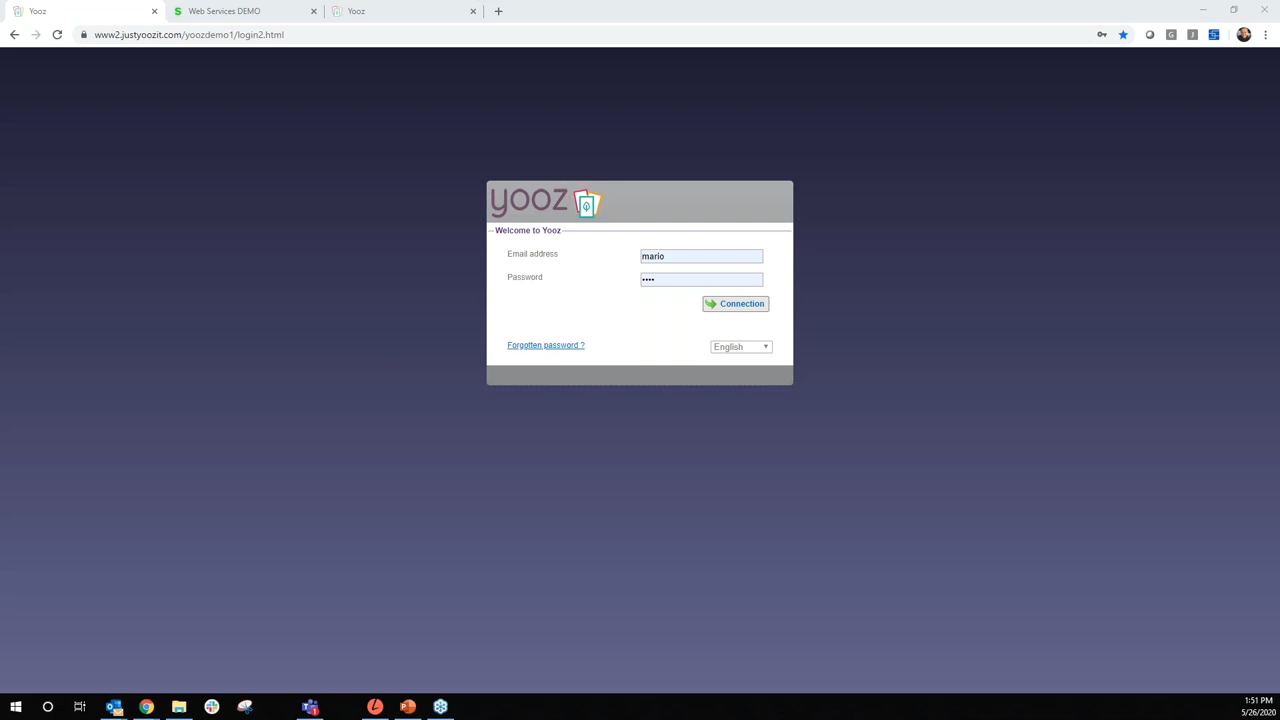 Yooz
Web Services DEMO
Yooz
www2.justyoozit.com/yoozdemo1/login2.html
G
J
yooz
Welcome to Yooz
Email address
mario
Password
••••
Connection
Forgotten password ?
English
1:51 PM
5/26/2020